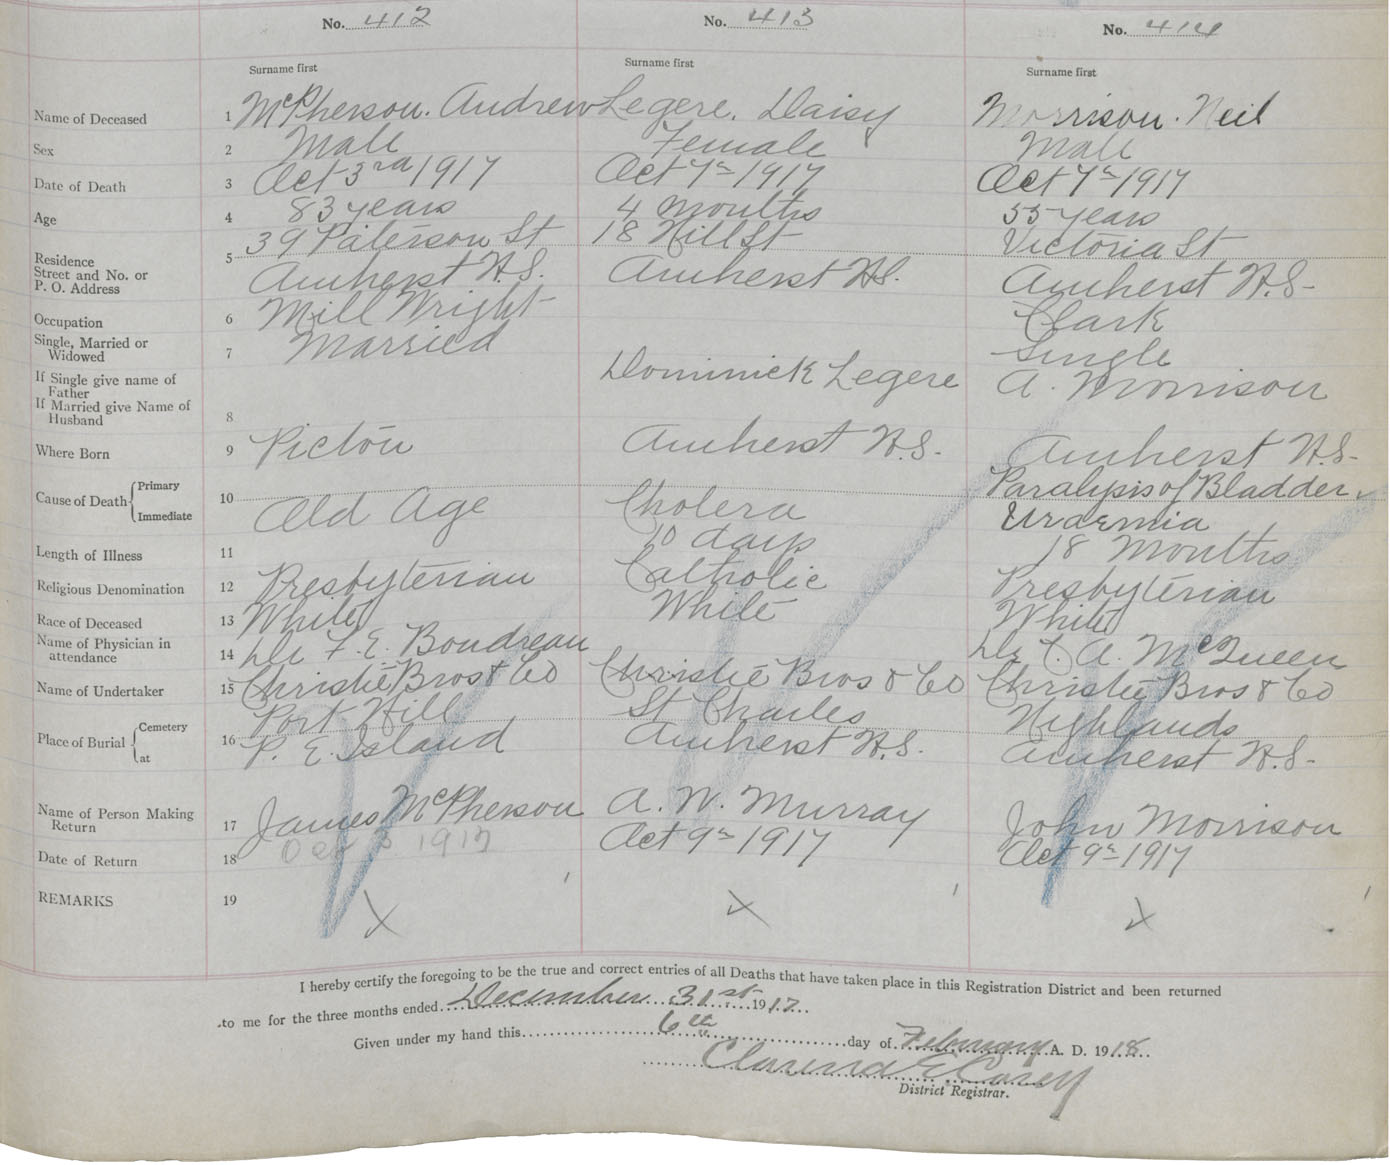 No. 412 No. 413 No. 414
Surname first Surname first Surname first
Name of Deceased 1 McPherson. Andrew Legere. Daisy Morrison. Neil
Sex 2 Male Female Male
Date of Death 3 Oct 3rd 1917 Oct 7th 1917 Oct 7th 1917
Age 4 83 years 4 months 55 years
39 Paterson St 18 Hill St Victoria St
Residence 5
Street and No. or Amherst N.S. Amherst N.S. Amherst N.S.
P. O. Address
Occupation 6 Mill Wright Clark
Single, Married or 7 Married Single
Widowed
If Single give name of Dominick Legere A. Morrison
Father
If Married give Name of 8
Husband
Where Born 9 Pictou Amherst N.S. Amherst N.S.
Cause of Death Primary 10 Cholera Paralysis of Bladder
Immediate Old Age Uraemia
Length of Illness 11 10 days 18 months
Religious Denomination 12 Presbyterian Catholic Presbyterian
Race of Deceased 13 White White White
Name of Physician in 14 Dr F. E. Boudreau Dr C. A. McQueen
attendance
Name of Undertaker 15 Christie Bros & Co Christie Bros & Co Christie Bros & Co
Place of Burial Cemetery 16 Port Hill St Charles Highlands
at P. E. Island Amherst N.S. Amherst N.S.
Name of Person Making 17 James McPherson A. W. Murray John Morrison
Return
Date of Return 18 1917 Oct 9th 1917 Oct 9th 1917
REMARKS 19 X X X
I hereby certify the foregoing to be the true and correct entries of all Deaths that have taken place in this Registration District and been returned
to me for the three months ended December 31st 1917
Given under my hand this 6th day of February A. D. 1918
District Registrar.